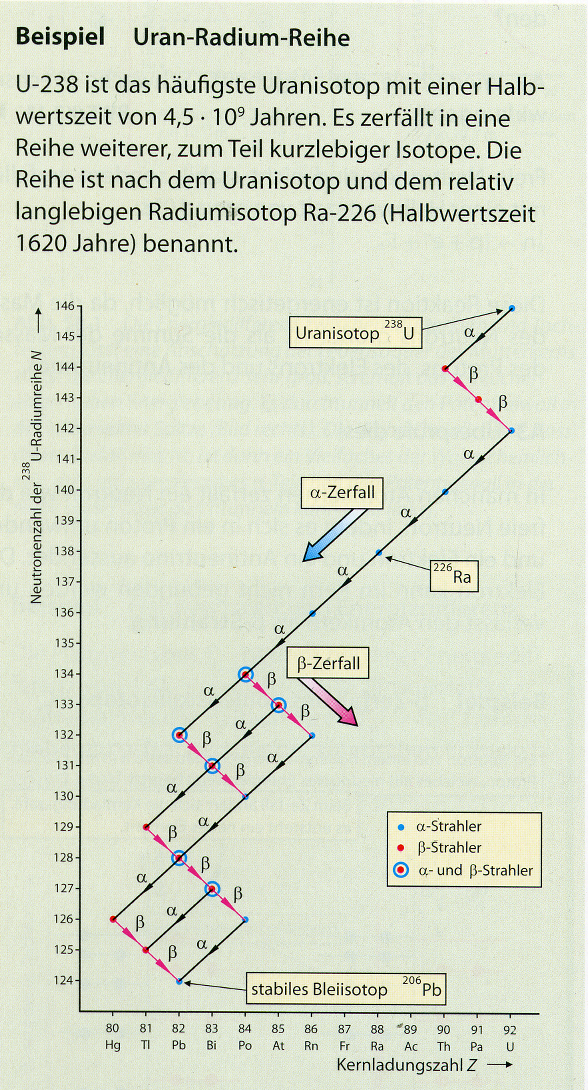 Beispiel Uran-Radium-Reihe
U-238 ist das häufigste Uranisotop mit einer Halb-
wertszeit von 4,5 · 10⁹ Jahren. Es zerfällt in eine
Reihe weiterer, zum Teil kurzlebiger Isotope. Die
Reihe ist nach dem Uranisotop und dem relativ
langlebigen Radiumisotop Ra-226 (Halbwertszeit
1620 Jahre) benannt.
Neutronenzahl der ²³⁸U-Radiumreihe N
146
145
144
143
142
141
140
139
138
137
136
135
134
133
132
131
130
129
128
127
126
125
124
Uranisotop ²³⁸U
α
β
β
α
α-Zerfall
α
²²⁶Ra
α
α
β-Zerfall
β
α
β
α
β
α
β
α
α
β
β
α
β
α
β
α
β
α-Strahler
β-Strahler
α- und β-Strahler
stabiles Bleiisotop ²⁰⁶Pb
80 81 82 83 84 85 86 87 88 89 90 91 92
Hg Tl Pb Bi Po At Rn Fr Ra Ac Th Pa U
Kernladungszahl Z